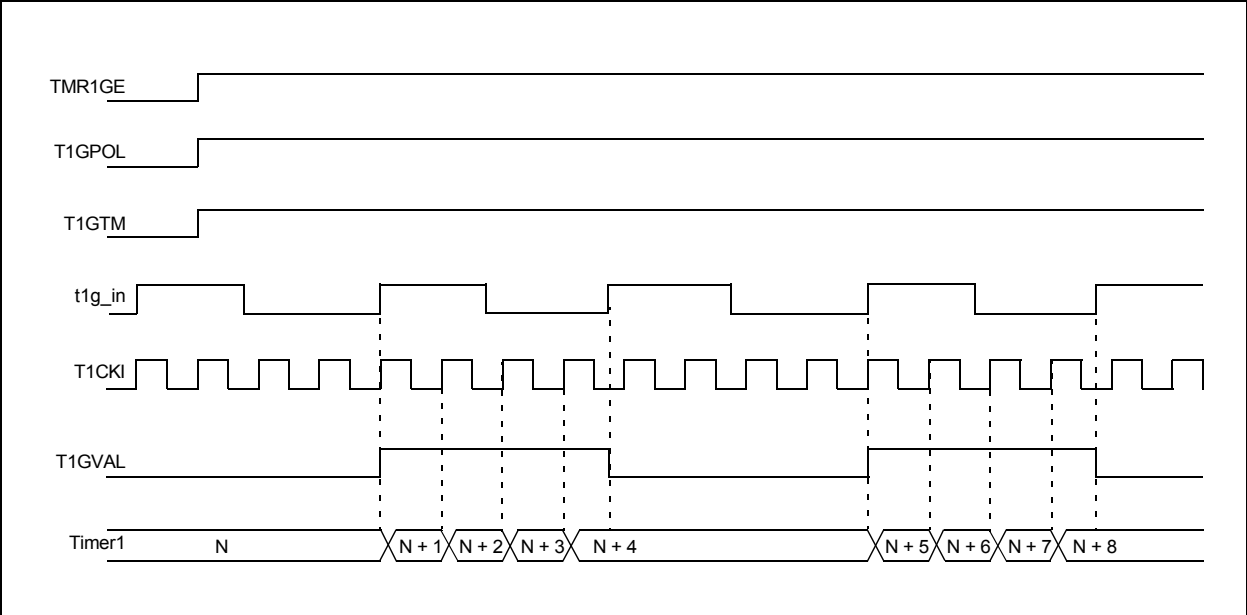 TMR1GE
T1GPOL
T1GTM
t1g_in
T1CKI
T1GVAL
Timer1 N N + 1 N + 2 N + 3 N + 4 N + 5 N + 6 N + 7 N + 8